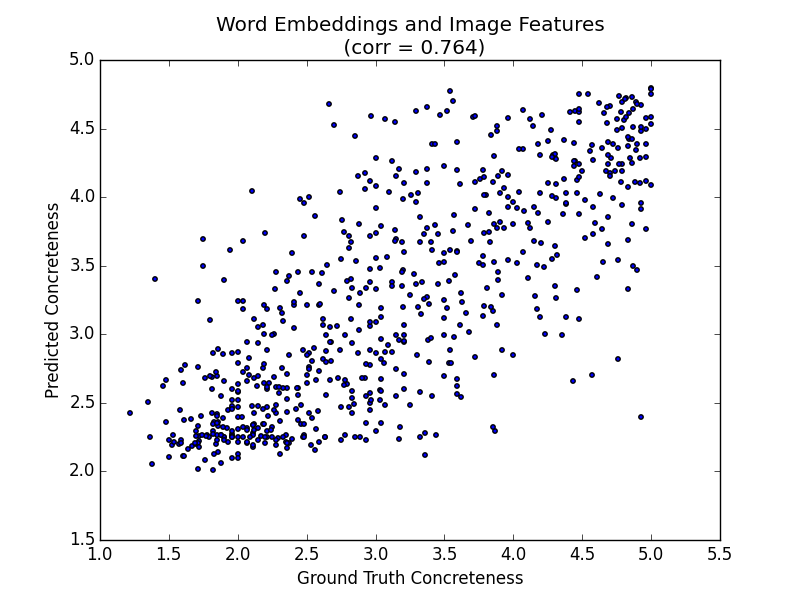 Word Embeddings and Image Features
(corr = 0.764)
5.0
4.5
4.0
3.5
3.0
2.5
2.0
1.5
Predicted Concreteness
1.0 1.5 2.0 2.5 3.0 3.5 4.0 4.5 5.0 5.5
Ground Truth Concreteness